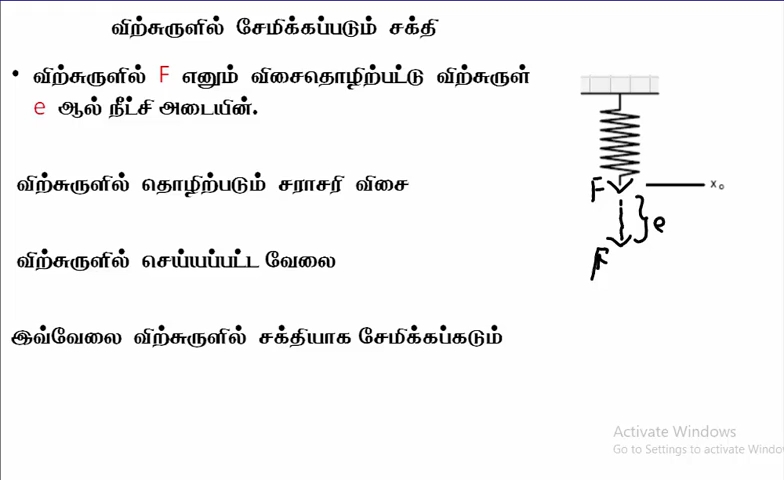 விற்சுருளில் சேமிக்கப்படும் சக்தி
• விற்சுருளில் F எனும் விசைதொழிற்பட்டு விற்சுருள்
e ஆல் நீட்சி அடையின்.
விற்சுருளில் தொழிற்படும் சராசரி விசை
விற்சுருளில் செய்யப்பட்ட வேலை
இவ்வேலை விற்சுருளில் சக்தியாக சேமிக்கப்கடும்
F
x₀
e
F
Activate Windows
Go to Settings to activate Windo